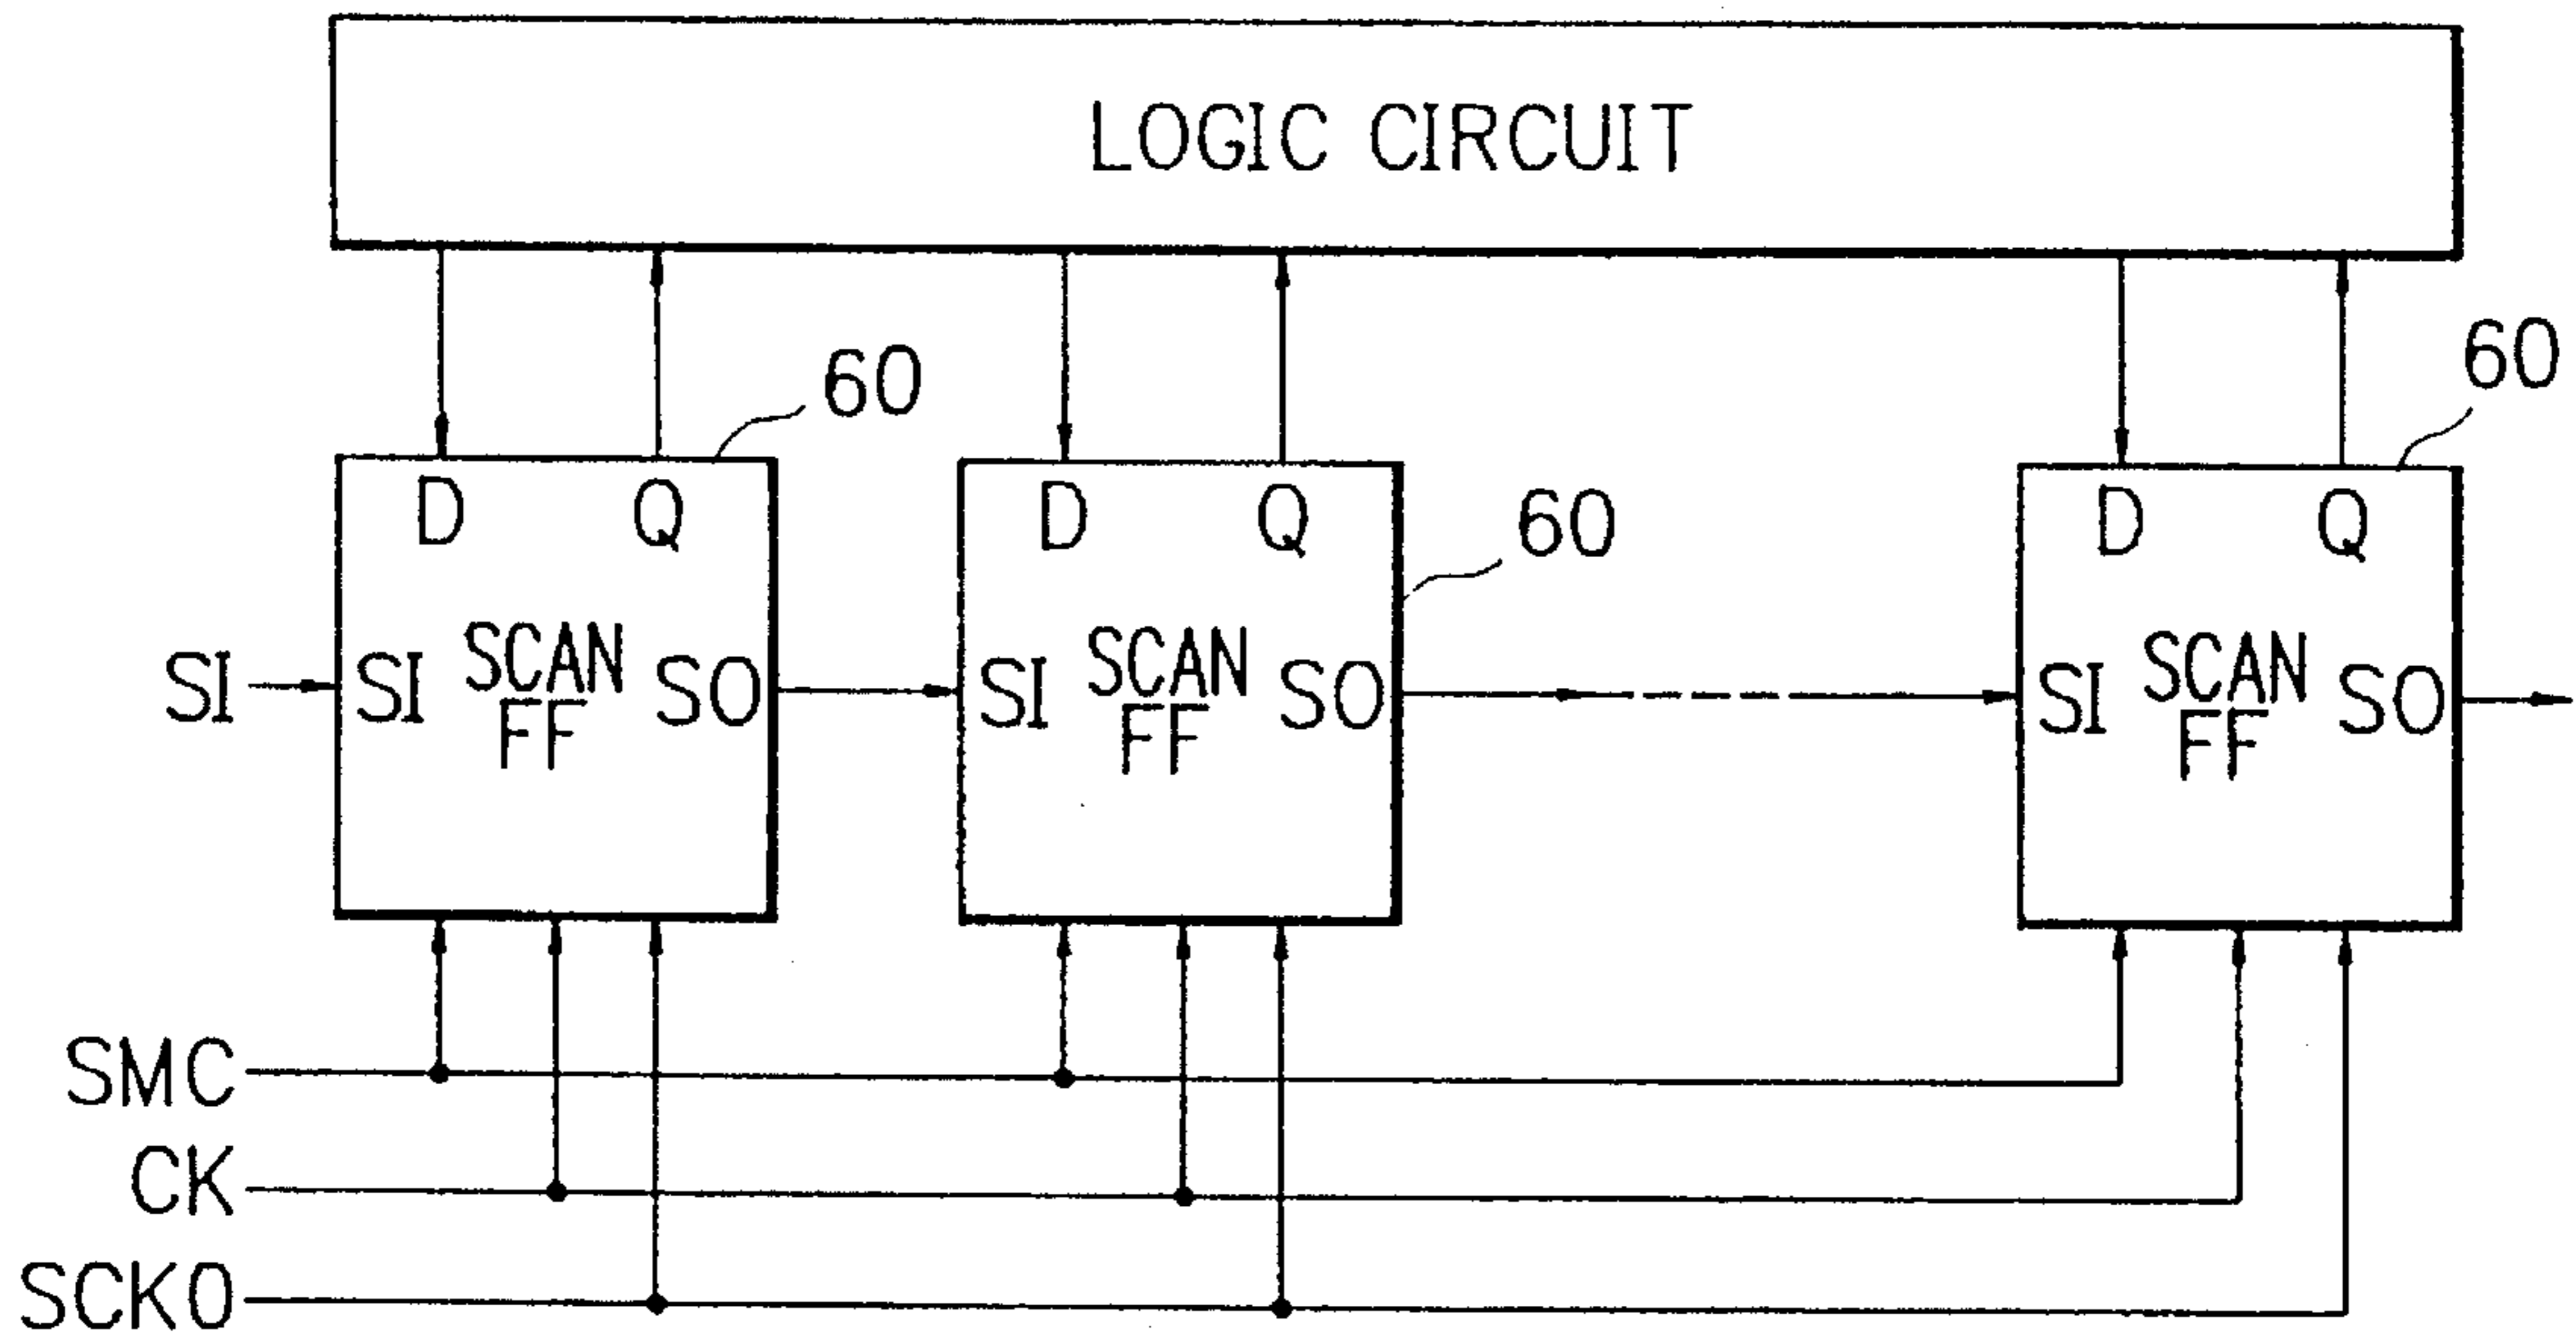 LOGIC CIRCUIT
60
60
60
D Q
D Q
D Q
SI
SI SCAN FF SO
SI SCAN FF SO
SI SCAN FF SO
SMC
CK
SCK0